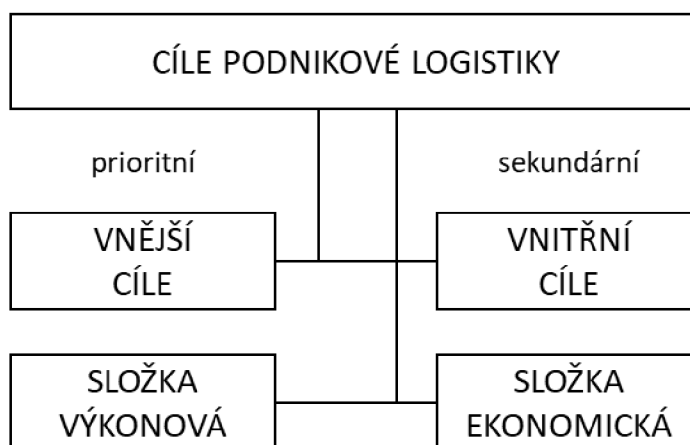 CÍLE PODNIKOVÉ LOGISTIKY
prioritní
sekundární
VNĚJŠÍ
CÍLE
VNITŘNÍ
CÍLE
SLOŽKA
VÝKONOVÁ
SLOŽKA
EKONOMICKÁ